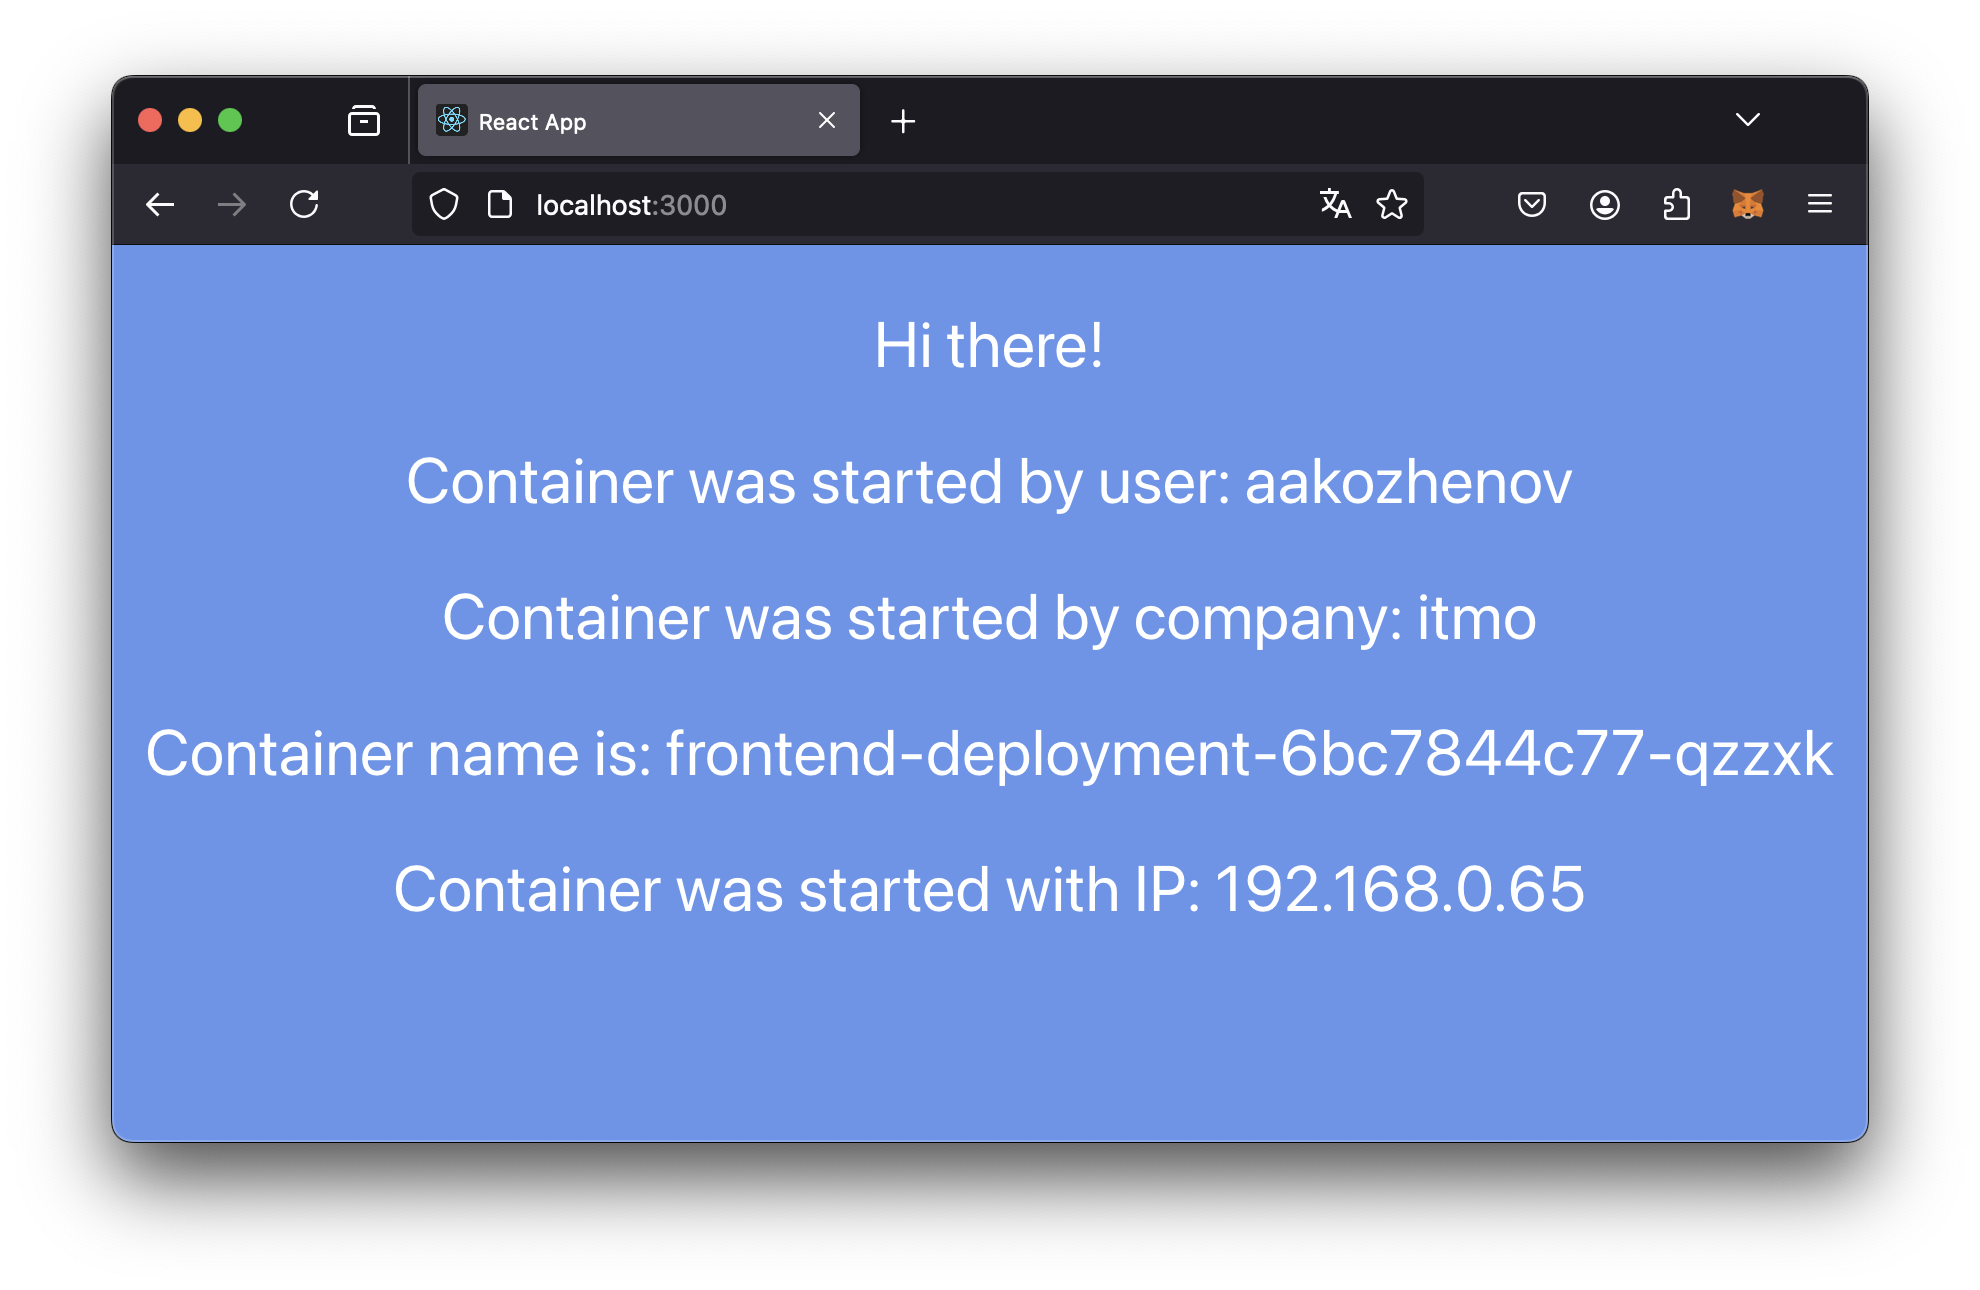 React App
localhost:3000
Hi there!
Container was started by user: aakozhenov
Container was started by company: itmo
Container name is: frontend-deployment-6bc7844c77-qzzxk
Container was started with IP: 192.168.0.65